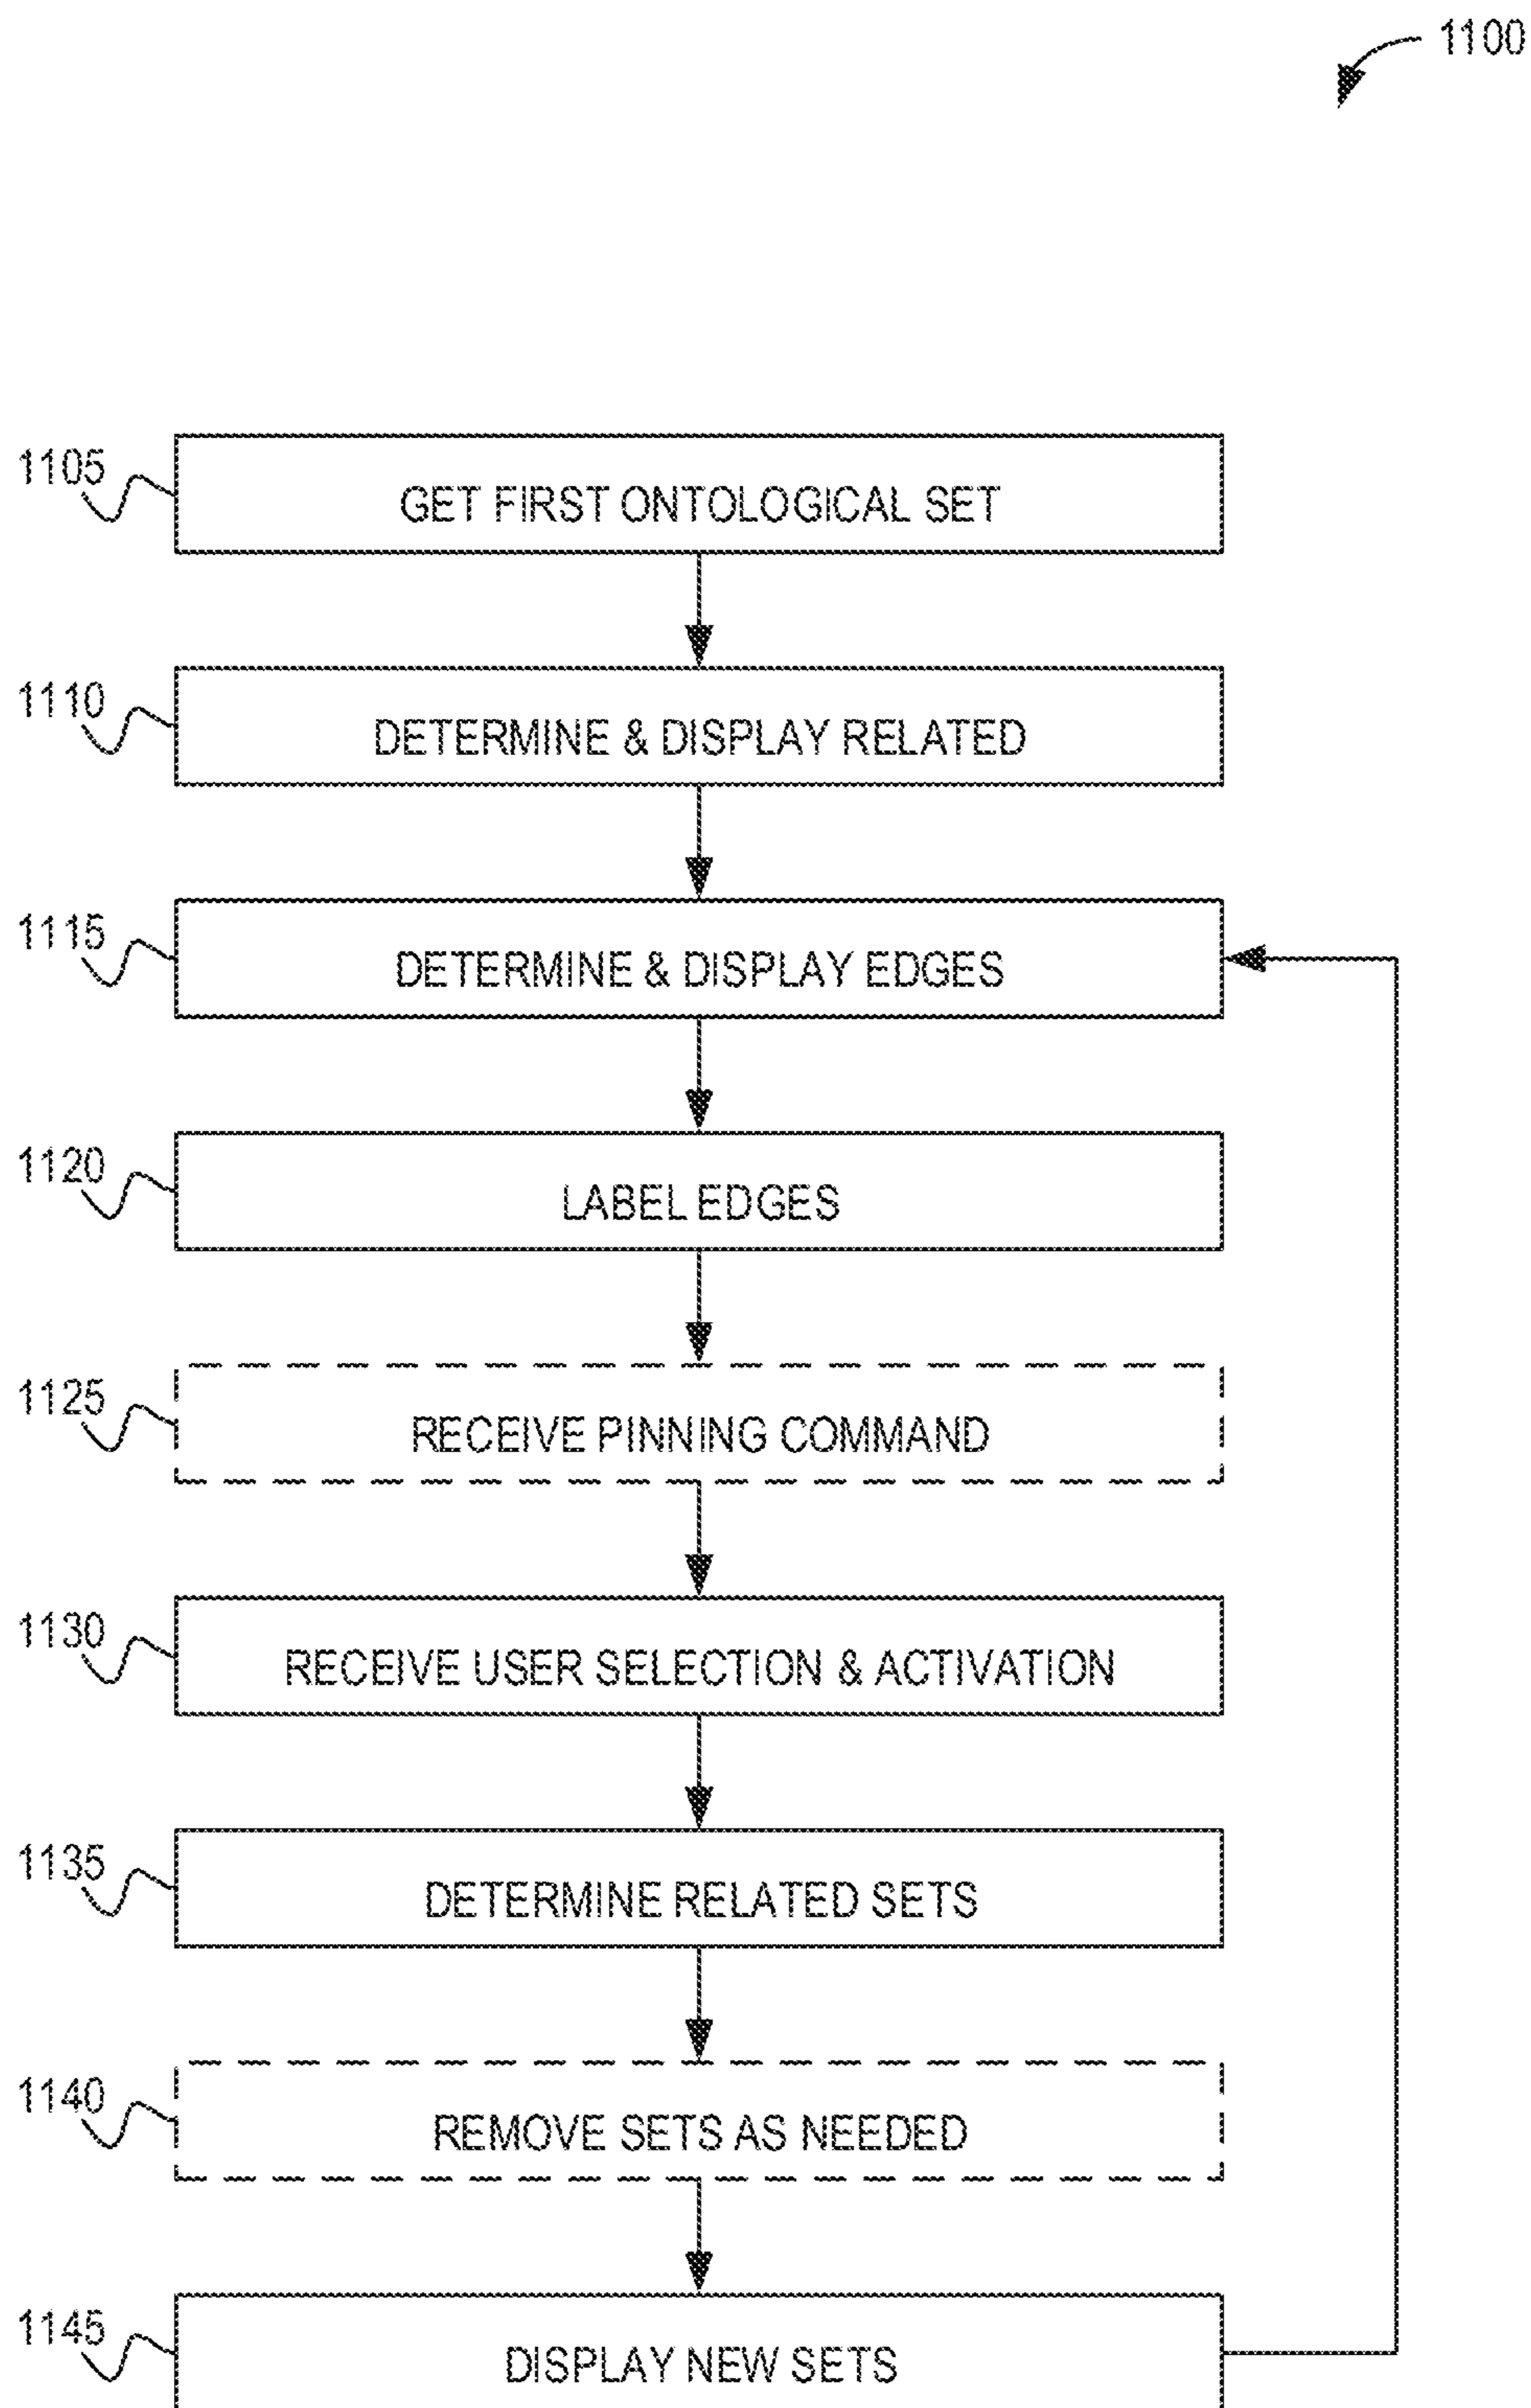 1100
1105
GET FIRST ONTOLOGICAL SET
1110
DETERMINE & DISPLAY RELATED
1115
DETERMINE & DISPLAY EDGES
1120
LABEL EDGES
1125
RECEIVE PINNING COMMAND
1130
RECEIVE USER SELECTION & ACTIVATION
1135
DETERMINE RELATED SETS
1140
REMOVE SETS AS NEEDED
1145
DISPLAY NEW SETS